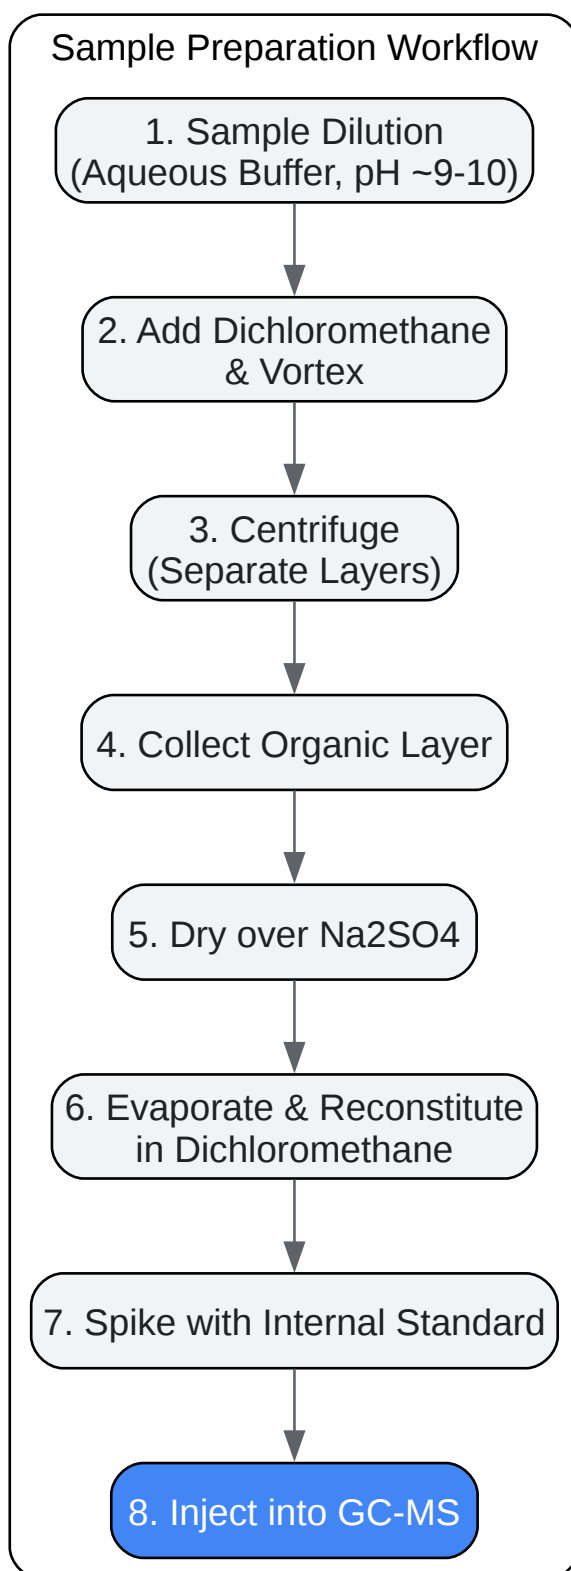 Sample Preparation Workflow
1. Sample Dilution
(Aqueous Buffer, pH ~9-10)
2. Add Dichloromethane
& Vortex
3. Centrifuge
(Separate Layers)
4. Collect Organic Layer
5. Dry over Na2SO4
6. Evaporate & Reconstitute
in Dichloromethane
7. Spike with Internal Standard
8. Inject into GC-MS